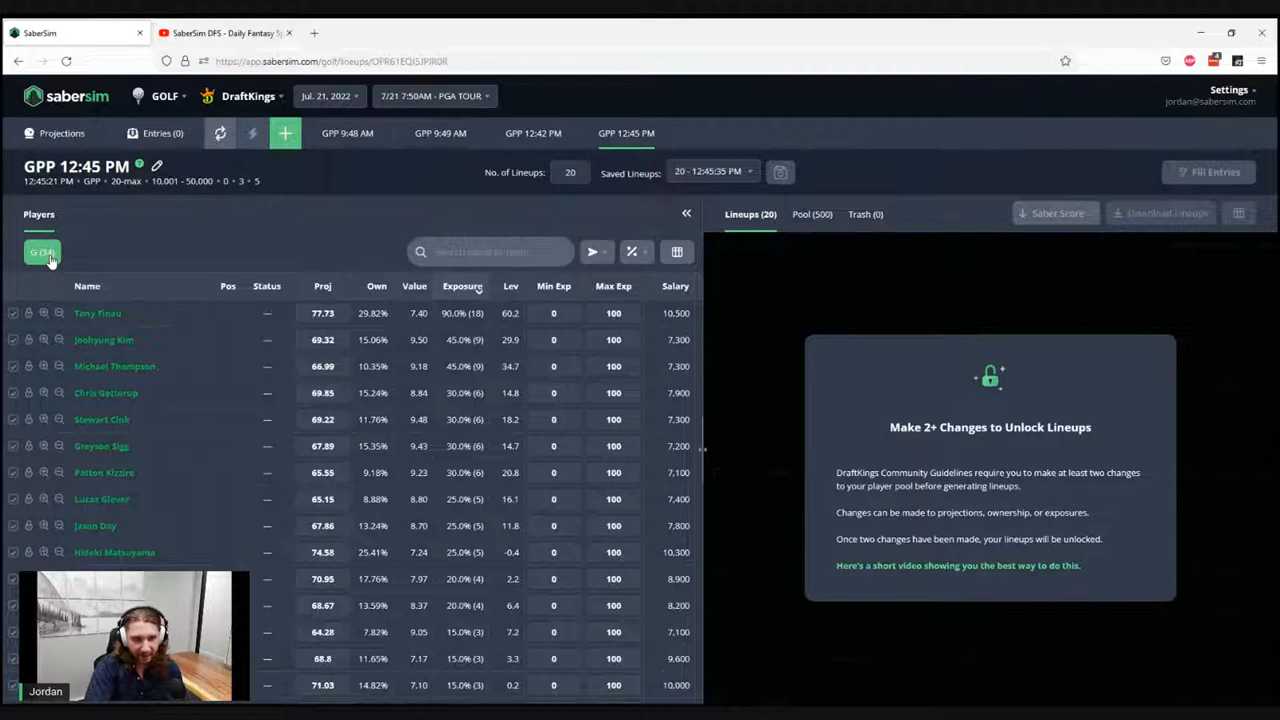 SaberSim
SaberSim DFS - Daily Fantasy Sp
https://app.sabersim.com/golf/lineups/OPR61EQISJPIR0R
sabersim
GOLF
DraftKings
Jul. 21, 2022
7/21 7:50AM - PGA TOUR
Settings
jordan@sabersim.com
Projections
Entries (0)
GPP 9:48 AM
GPP 9:49 AM
GPP 12:42 PM
GPP 12:45 PM
GPP 12:45 PM
12:45:21 PM • GPP • 20-max • 10,001 - 50,000 • 0 • 3 • 5
No. of Lineups: 20
Saved Lineups: 20 - 12:45:35 PM
Fill Entries
Players
Lineups (20)
Pool (500)
Trash (0)
Saber Score
Download Lineups
G (34)
Name Pos Status Proj Own Value Exposure Lev Min Exp Max Exp Salary
Tony Finau — 77.73 29.82% 7.40 90.0% (18) 60.2 0 100 10,500
Joohyung Kim — 69.32 15.06% 9.50 45.0% (9) 29.9 0 100 7,300
Michael Thompson — 66.99 10.35% 9.18 45.0% (9) 34.7 0 100 7,300
Chris Gotterup — 69.85 15.24% 8.84 30.0% (6) 14.8 0 100 7,900
Stewart Cink — 69.22 11.76% 9.48 30.0% (6) 18.2 0 100 7,300
Greyson Sigg — 67.89 15.35% 9.43 30.0% (6) 14.7 0 100 7,200
Patton Kizzire — 65.55 9.18% 9.23 30.0% (6) 20.8 0 100 7,100
Lucas Glover — 65.15 8.88% 8.80 25.0% (5) 16.1 0 100 7,400
Jason Day — 67.86 13.24% 8.70 25.0% (5) 11.8 0 100 7,800
Hideki Matsuyama — 74.58 25.41% 7.24 25.0% (5) -0.4 0 100 10,300
— 70.95 17.76% 7.97 20.0% (4) 2.2 0 100 8,900
— 68.67 13.59% 8.37 20.0% (4) 6.4 0 100 8,200
— 64.28 7.82% 9.05 15.0% (3) 7.2 0 100 7,100
— 68.8 11.65% 7.17 15.0% (3) 3.3 0 100 9,600
— 71.03 14.82% 7.10 15.0% (3) 0.2 0 100 10,000
Make 2+ Changes to Unlock Lineups
DraftKings Community Guidelines require you to make at least two changes
to your player pool before generating lineups.
Changes can be made to projections, ownership, or exposures.
Once two changes have been made, your lineups will be unlocked.
Here's a short video showing you the best way to do this.
Jordan